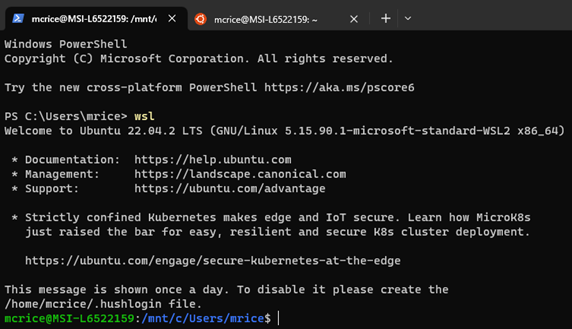 mcrice@MSI-L6522159: /mnt/c
mcrice@MSI-L6522159: ~
Windows PowerShell
Copyright (C) Microsoft Corporation. All rights reserved.
Try the new cross-platform PowerShell https://aka.ms/pscore6
PS C:\Users\mrice> wsl
Welcome to Ubuntu 22.04.2 LTS (GNU/Linux 5.15.90.1-microsoft-standard-WSL2 x86_64)
* Documentation:  https://help.ubuntu.com
* Management:     https://landscape.canonical.com
* Support:        https://ubuntu.com/advantage
* Strictly confined Kubernetes makes edge and IoT secure. Learn how MicroK8s
just raised the bar for easy, resilient and secure K8s cluster deployment.
https://ubuntu.com/engage/secure-kubernetes-at-the-edge
This message is shown once a day. To disable it please create the
/home/mcrice/.hushlogin file.
mcrice@MSI-L6522159:/mnt/c/Users/mrice$